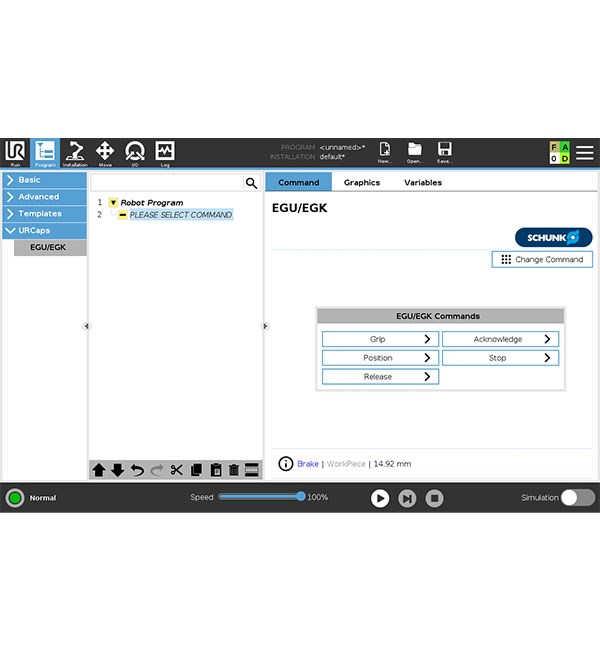 UR
Run
Program
Installation
Move
I/O
Log
PROGRAM <unnamed>*
INSTALLATION default*
New...
Open...
Save...
F A
0 D
Basic
Advanced
Templates
URCaps
EGU/EGK
1 Robot Program
2 PLEASE SELECT COMMAND
Command Graphics Variables
EGU/EGK
SCHUNK
Change Command
EGU/EGK Commands
Grip Acknowledge
Position Stop
Release
Brake | WorkPiece | 14.92 mm
Normal
Speed 100%
Simulation